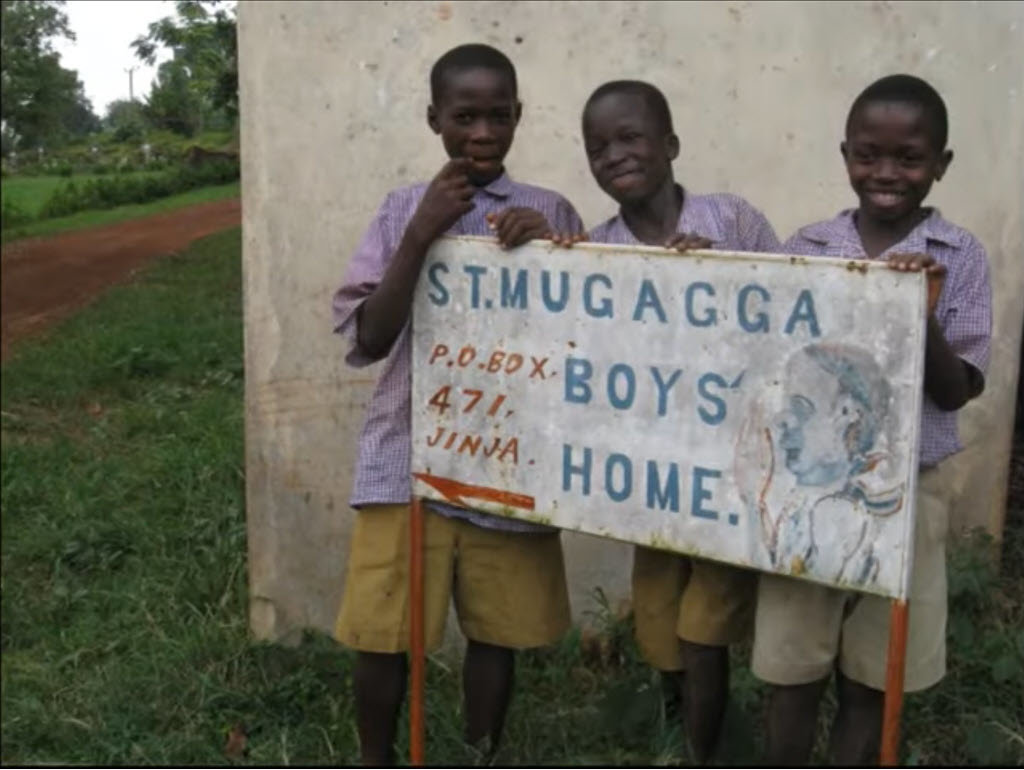 ST. MUGAGGA
P.O.BOX.
471,
JINJA.
BOYS'
HOME.